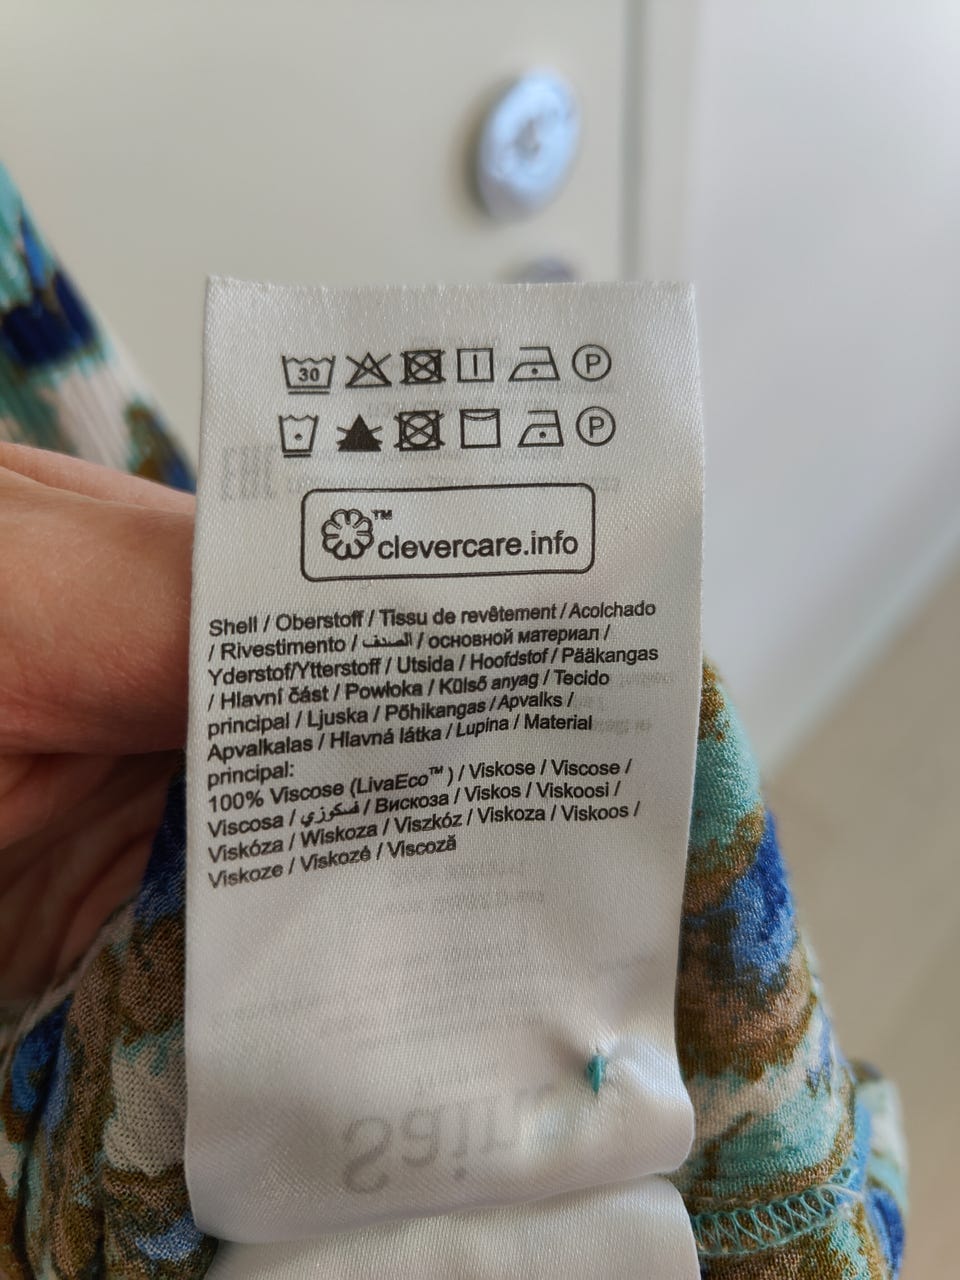 30 P
P
TM
clevercare.info
Shell / Oberstoff / Tissu de revêtement / Acolchado
/ Rivestimento / الصدف / основной материал /
Yderstof/Ytterstoff / Utsida / Hoofdstof / Pääkangas
/ Hlavní část / Powłoka / Külső anyag / Tecido
principal / Ljuska / Põhikangas / Apvalks /
Apvalkalas / Hlavná látka / Lupina / Material
principal:
100% Viscose (LivaEco™ ) / Viskose / Viscose /
Viscosa / فسكوزي / Вискоза / Viskos / Viskoosi /
Viskóza / Wiskoza / Viszkóz / Viskoza / Viskoos /
Viskoze / Viskozė / Viscoză